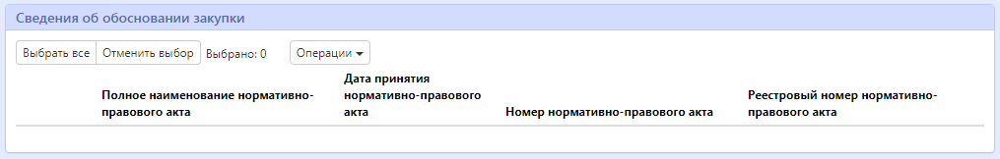 Сведения об обосновании закупки
Выбрать все Отменить выбор Выбрано: 0 Операции
Полное наименование нормативно-
правового акта
Дата принятия
нормативно-правового
акта
Номер нормативно-правового акта
Реестровый номер нормативно-
правового акта